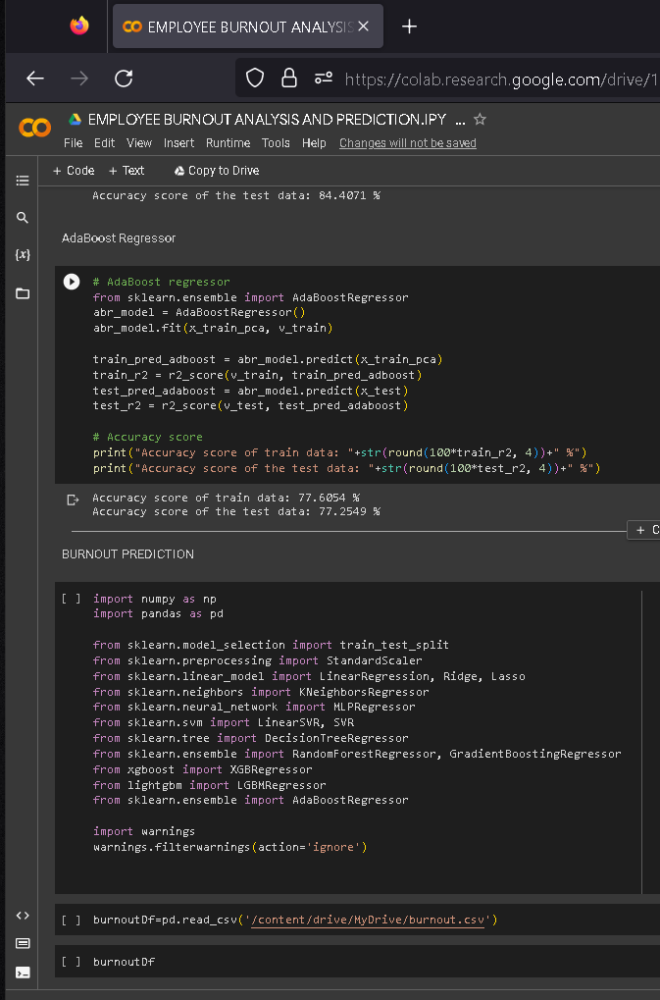 EMPLOYEE BURNOUT ANALYSIS
https://colab.research.google.com/drive/1
EMPLOYEE BURNOUT ANALYSIS AND PREDICTION.IPY ...
File Edit View Insert Runtime Tools Help Changes will not be saved
+ Code + Text Copy to Drive
Accuracy score of the test data: 84.4071 %
AdaBoost Regressor
# AdaBoost regressor
from sklearn.ensemble import AdaBoostRegressor
abr_model = AdaBoostRegressor()
abr_model.fit(x_train_pca, v_train)
train_pred_adboost = abr_model.predict(x_train_pca)
train_r2 = r2_score(v_train, train_pred_adboost)
test_pred_adaboost = abr_model.predict(x_test)
test_r2 = r2_score(v_test, test_pred_adaboost)
# Accuracy score
print("Accuracy score of train data: "+str(round(100*train_r2, 4))+" %")
print("Accuracy score of the test data: "+str(round(100*test_r2, 4))+" %")
Accuracy score of train data: 77.6054 %
Accuracy score of the test data: 77.2549 %
+ C
BURNOUT PREDICTION
[ ] import numpy as np
import pandas as pd
from sklearn.model_selection import train_test_split
from sklearn.preprocessing import StandardScaler
from sklearn.linear_model import LinearRegression, Ridge, Lasso
from sklearn.neighbors import KNeighborsRegressor
from sklearn.neural_network import MLPRegressor
from sklearn.svm import LinearSVR, SVR
from sklearn.tree import DecisionTreeRegressor
from sklearn.ensemble import RandomForestRegressor, GradientBoostingRegressor
from xgboost import XGBRegressor
from lightgbm import LGBMRegressor
from sklearn.ensemble import AdaBoostRegressor
import warnings
warnings.filterwarnings(action='ignore')
[ ] burnoutDf=pd.read_csv('/content/drive/MyDrive/burnout.csv')
[ ] burnoutDf